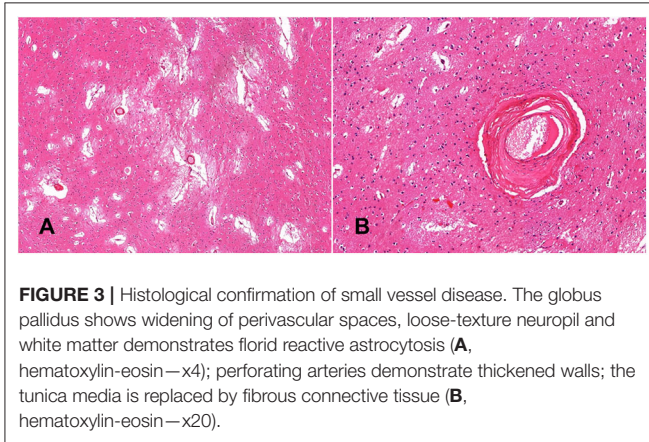 A
B
FIGURE 3 | Histological confirmation of small vessel disease. The globus
pallidus shows widening of perivascular spaces, loose-texture neuropil and
white matter demonstrates florid reactive astrocytosis (A,
hematoxylin-eosin—x4); perforating arteries demonstrate thickened walls; the
tunica media is replaced by fibrous connective tissue (B,
hematoxylin-eosin—x20).